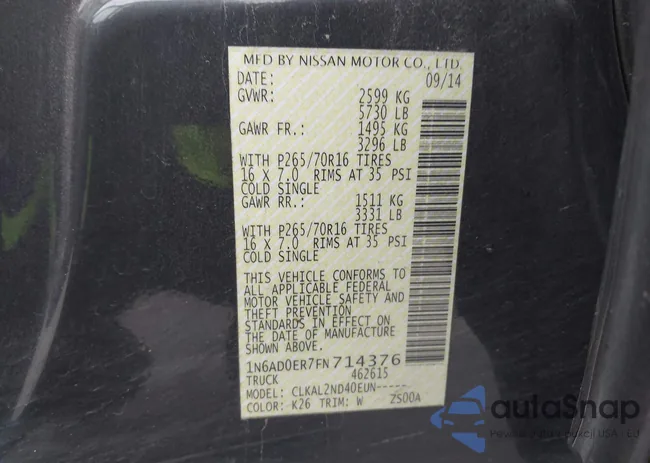 MFD BY NISSAN MOTOR CO., LTD.
DATE: 09/14
GVWR: 2599 KG
5730 LB
GAWR FR.: 1495 KG
3296 LB
WITH P265/70R16 TIRES
16 X 7.0 RIMS AT 35 PSI
COLD SINGLE
GAWR RR.: 1511 KG
3331 LB
WITH P265/70R16 TIRES
16 X 7.0 RIMS AT 35 PSI
COLD SINGLE
THIS VEHICLE CONFORMS TO
ALL APPLICABLE FEDERAL
MOTOR VEHICLE SAFETY AND
THEFT PREVENTION
STANDARDS IN EFFECT ON
THE DATE OF MANUFACTURE
SHOWN ABOVE.
1N6AD0ER7FN714376
TRUCK 462615
MODEL: CLKAL2ND40EUN-----
COLOR: K26 TRIM: W ZS00A
autoSnap